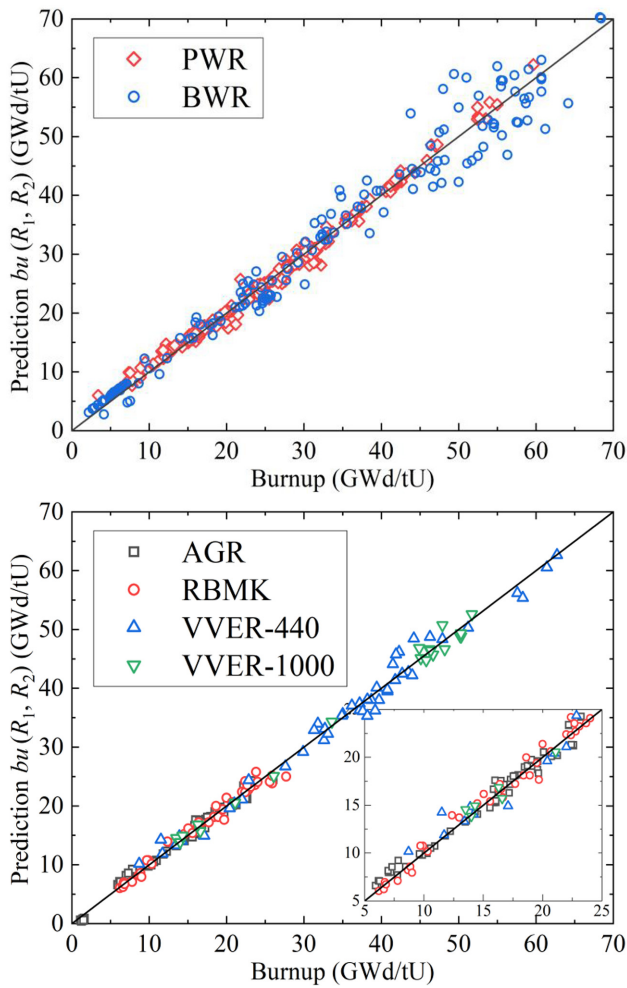 70
60
50
40
30
20
10
0
Prediction bu (R1, R2) (GWd/tU)
PWR
BWR
0 10 20 30 40 50 60 70
Burnup (GWd/tU)
70
60
50
40
30
20
10
0
Prediction bu (R1, R2) (GWd/tU)
AGR
RBMK
VVER-440
VVER-1000
20
15
10
5
5 10 15 20 25
0 10 20 30 40 50 60 70
Burnup (GWd/tU)